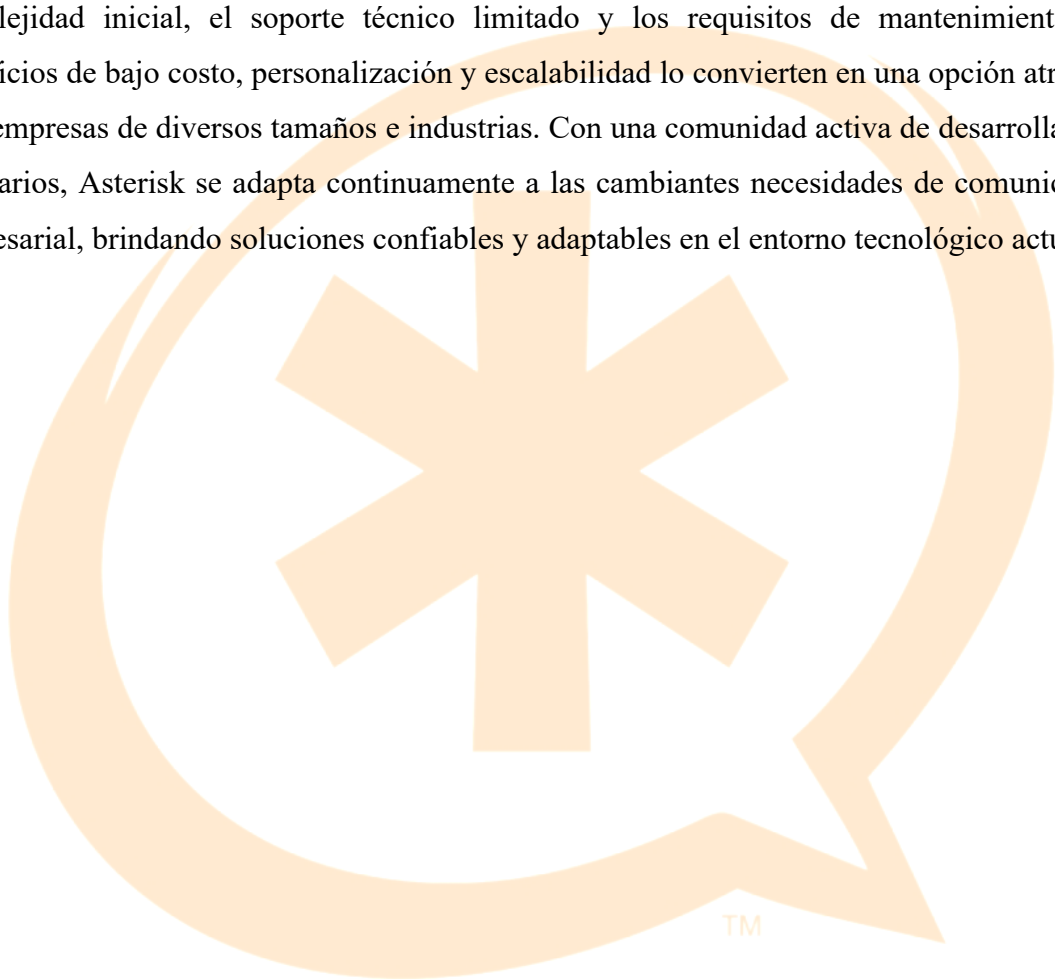 lejidad inicial, el soporte técnico limitado y los requisitos de mantenimient
icios de bajo costo, personalización y escalabilidad lo convierten en una opción atr
empresas de diversos tamaños e industrias. Con una comunidad activa de desarrolla
arios, Asterisk se adapta continuamente a las cambiantes necesidades de comunic
esarial, brindando soluciones confiables y adaptables en el entorno tecnológico actu
TM